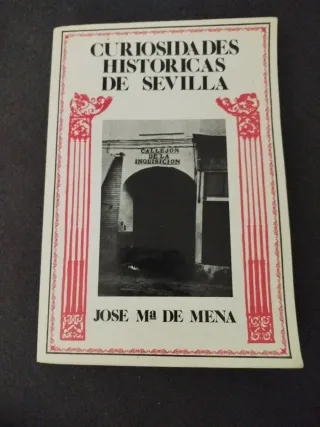 CURIOSIDADES
HISTORICAS
DE SEVILLA
CALLEJON
DE LA
INQUISICION
JOSE Mª DE MENA